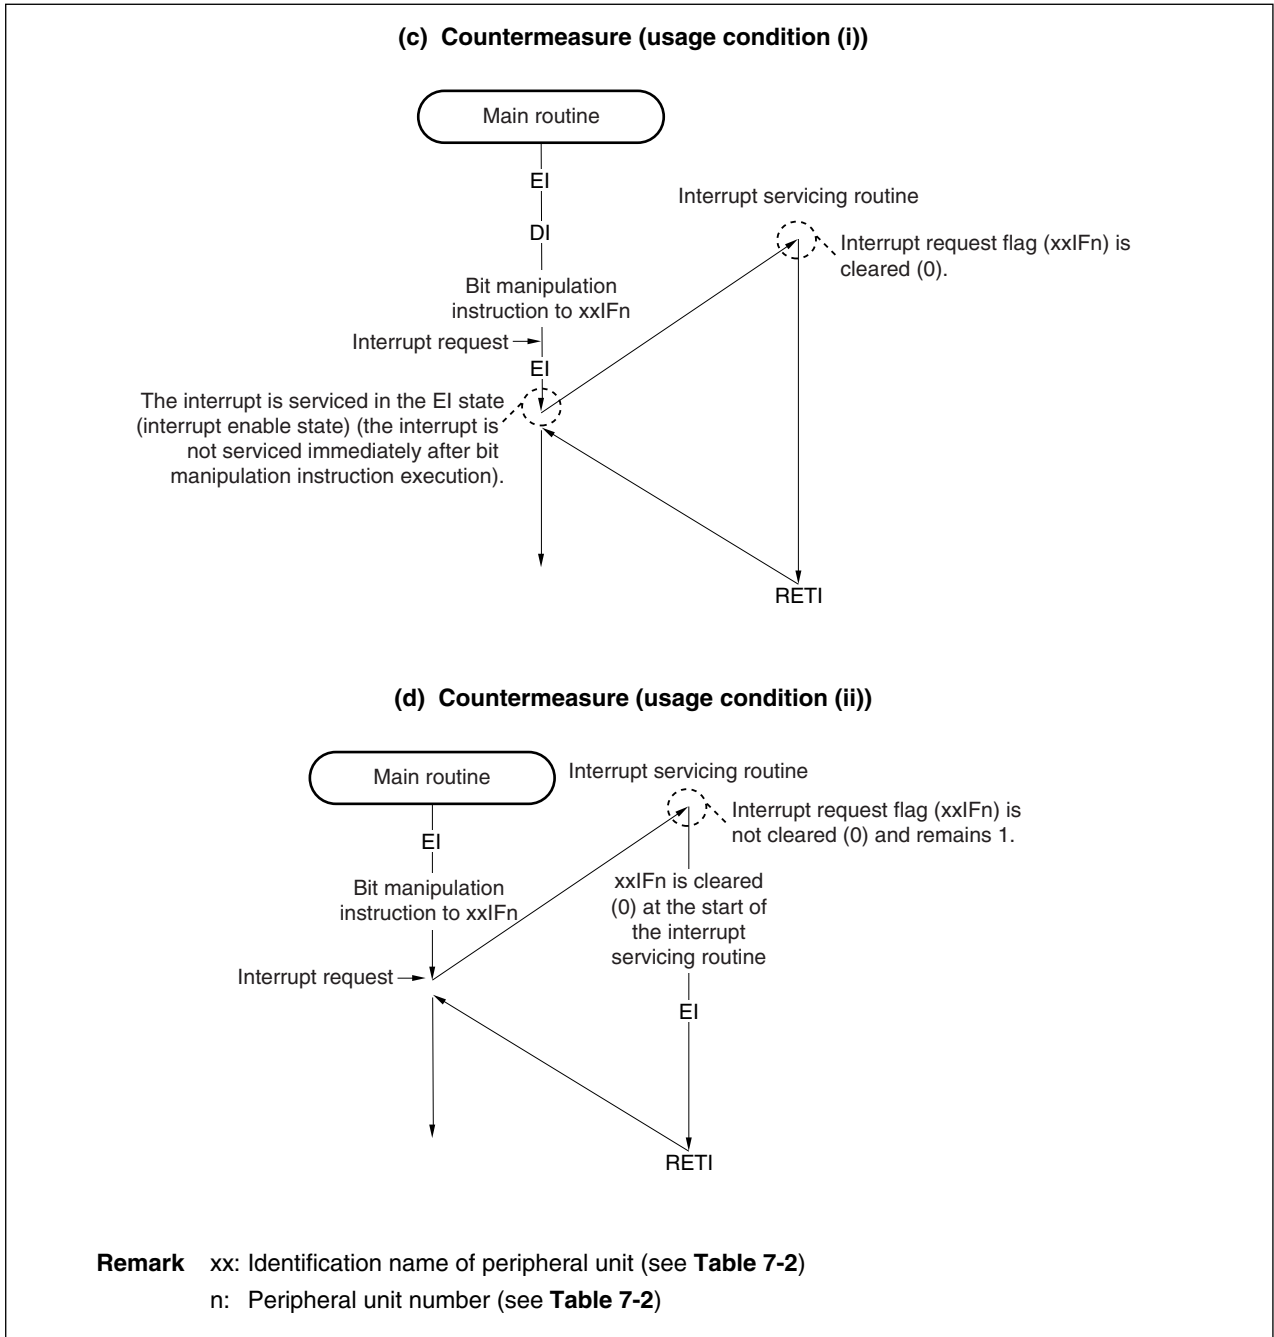 (c) Countermeasure (usage condition (i))
Main routine
EI
DI
Bit manipulation
instruction to xxIFn
Interrupt request
EI
The interrupt is serviced in the EI state
(interrupt enable state) (the interrupt is
not serviced immediately after bit
manipulation instruction execution).
Interrupt servicing routine
Interrupt request flag (xxIFn) is
cleared (0).
RETI
(d) Countermeasure (usage condition (ii))
Main routine
EI
Bit manipulation
instruction to xxIFn
Interrupt request
Interrupt servicing routine
Interrupt request flag (xxIFn) is
not cleared (0) and remains 1.
xxIFn is cleared
(0) at the start of
the interrupt
servicing routine
EI
RETI
Remark xx: Identification name of peripheral unit (see Table 7-2)
n: Peripheral unit number (see Table 7-2)